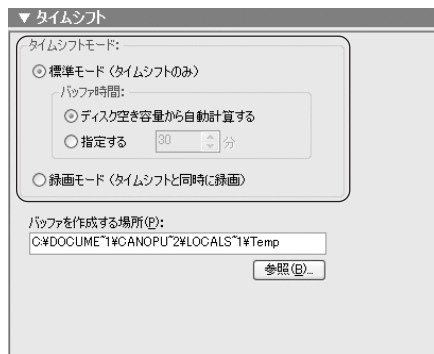 ▼ タイムシフト
タイムシフトモード:
標準モード(タイムシフトのみ)
バッファ時間:
ディスク空き容量から自動計算する
指定する 30 分
録画モード(タイムシフトと同時に録画)
バッファを作成する場所(P):
C:¥DOCUME~1¥CANOPU~2¥LOCALS~1¥Temp
参照(B)...